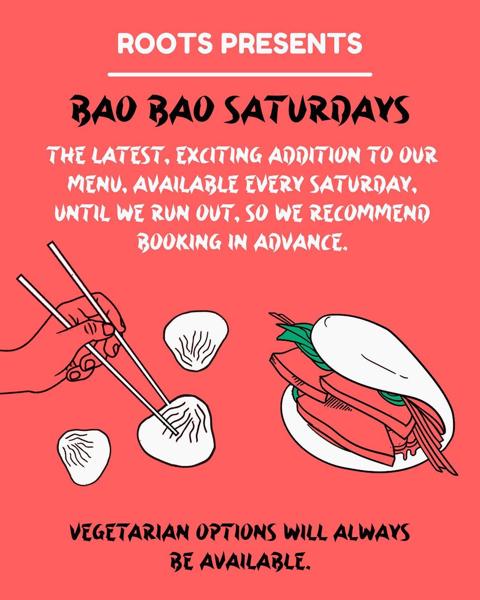 ROOTS PRESENTS
BAO BAO SATURDAYS
THE LATEST, EXCITING ADDITION TO OUR
MENU, AVAILABLE EVERY SATURDAY,
UNTIL WE RUN OUT, SO WE RECOMMEND
BOOKING IN ADVANCE.
VEGETARIAN OPTIONS WILL ALWAYS
BE AVAILABLE.